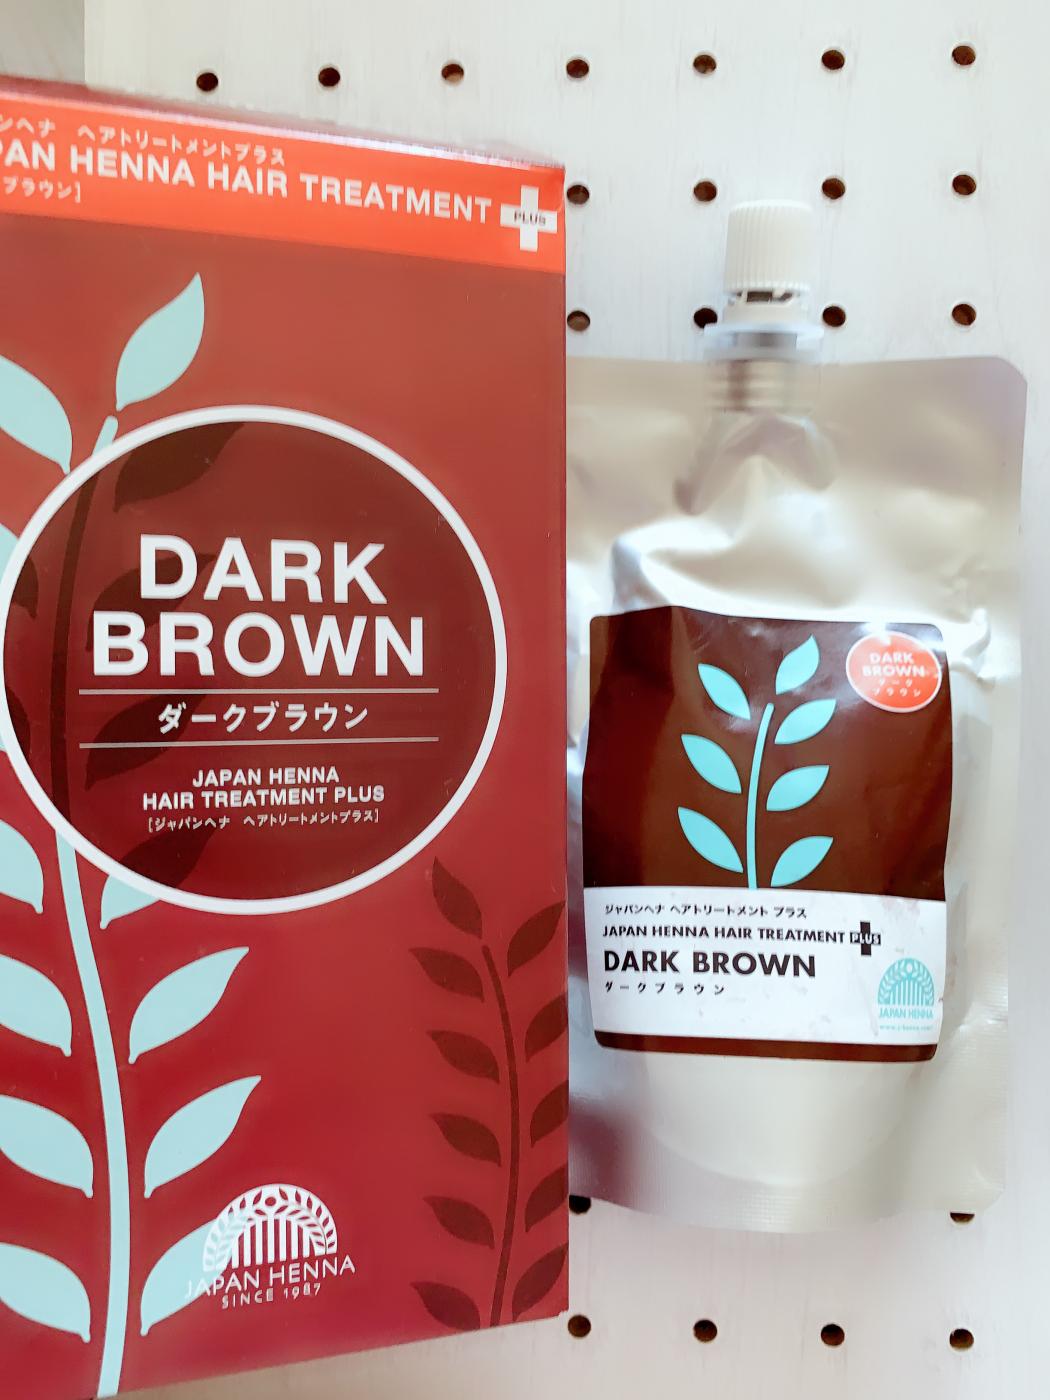 ンヘナ ヘアトリートメントプラス
PAN HENNA HAIR TREATMENT PLUS
ブラウン]
DARK
BROWN
ダークブラウン
JAPAN HENNA
HAIR TREATMENT PLUS
[ジャパンヘナ ヘアトリートメントプラス]
JAPAN HENNA
SINCE 1987
DARK
BROWN
ダーク
ブラウン
ジャパンヘナ ヘアトリートメント プラス
JAPAN HENNA HAIR TREATMENT PLUS
DARK BROWN
ダークブラウン
JAPAN HENNA